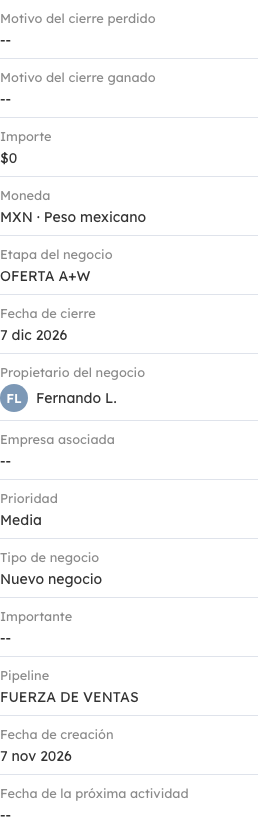 Motivo del cierre perdido
--
Motivo del cierre ganado
--
Importe
$0
Moneda
MXN · Peso mexicano
Etapa del negocio
OFERTA A+W
Fecha de cierre
7 dic 2026
Propietario del negocio
FL Fernando L.
Empresa asociada
--
Prioridad
Media
Tipo de negocio
Nuevo negocio
Importante
--
Pipeline
FUERZA DE VENTAS
Fecha de creación
7 nov 2026
Fecha de la próxima actividad
--